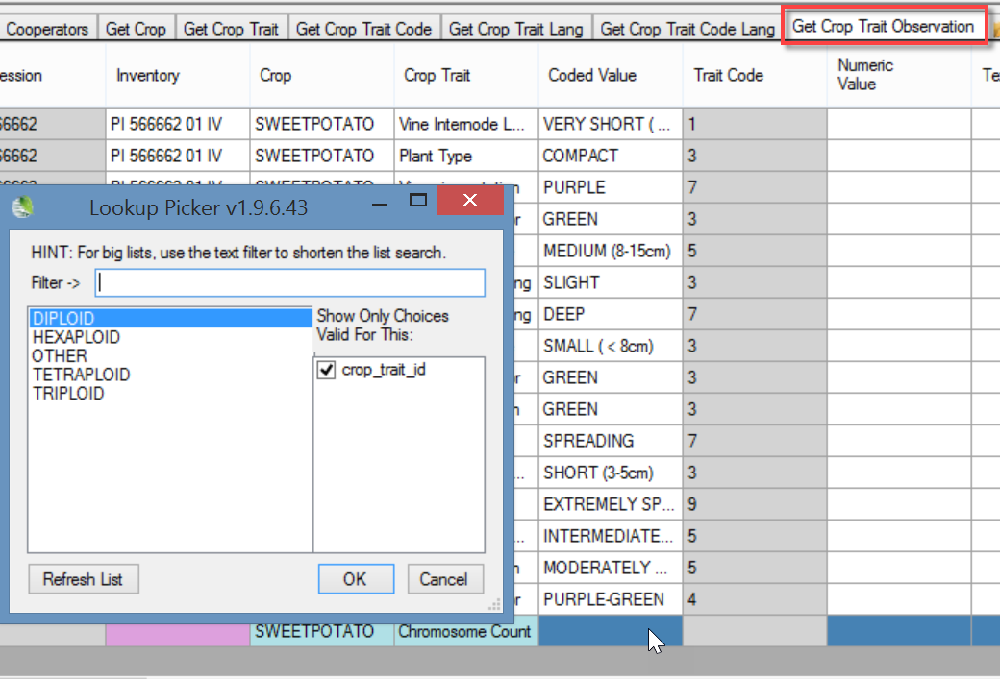 Cooperators Get Crop Get Crop Trait Get Crop Trait Code Get Crop Trait Lang Get Crop Trait Code Lang Get Crop Trait Observation
ession Inventory Crop Crop Trait Coded Value Trait Code Numeric Value Te
66662 PI 566662 01 IV SWEETPOTATO Vine Internode L... VERY SHORT ( ... 1
66662 PI 566662 01 IV SWEETPOTATO Plant Type COMPACT 3
PURPLE 7
GREEN 3
MEDIUM (8-15cm) 5
ng SLIGHT 3
ng DEEP 7
SMALL ( < 8cm) 3
GREEN 3
GREEN 3
SPREADING 7
... SHORT (3-5cm) 3
EXTREMELY SP... 9
... INTERMEDIATE... 5
MODERATELY ... 5
PURPLE-GREEN 4
SWEETPOTATO Chromosome Count
Lookup Picker v1.9.6.43
HINT: For big lists, use the text filter to shorten the list search.
Filter ->
DIPLOID
HEXAPLOID
OTHER
TETRAPLOID
TRIPLOID
Show Only Choices
Valid For This:
crop_trait_id
Refresh List OK Cancel